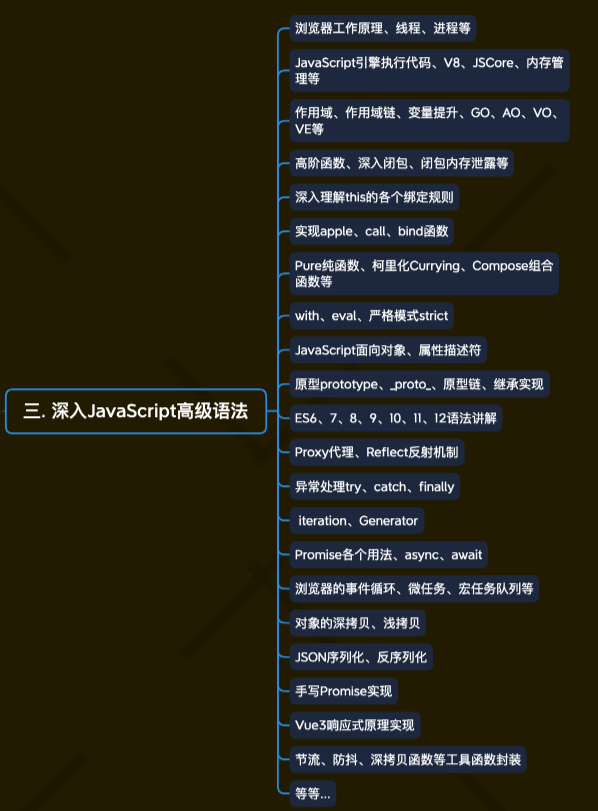 浏览器工作原理、线程、进程等
JavaScript引擎执行代码、V8、JSCore、内存管
理等
作用域、作用域链、变量提升、GO、AO、VO、
VE等
高阶函数、深入闭包、闭包内存泄露等
深入理解this的各个绑定规则
实现apple、call、bind函数
Pure纯函数、柯里化Currying、Compose组合
函数等
with、eval、严格模式strict
JavaScript面向对象、属性描述符
三. 深入JavaScript高级语法
原型prototype、_proto_、原型链、继承实现
ES6、7、8、9、10、11、12语法讲解
Proxy代理、Reflect反射机制
异常处理try、catch、finally
iteration、Generator
Promise各个用法、async、await
浏览器的事件循环、微任务、宏任务队列等
对象的深拷贝、浅拷贝
JSON序列化、反序列化
手写Promise实现
Vue3响应式原理实现
节流、防抖、深拷贝函数等工具函数封装
等等...